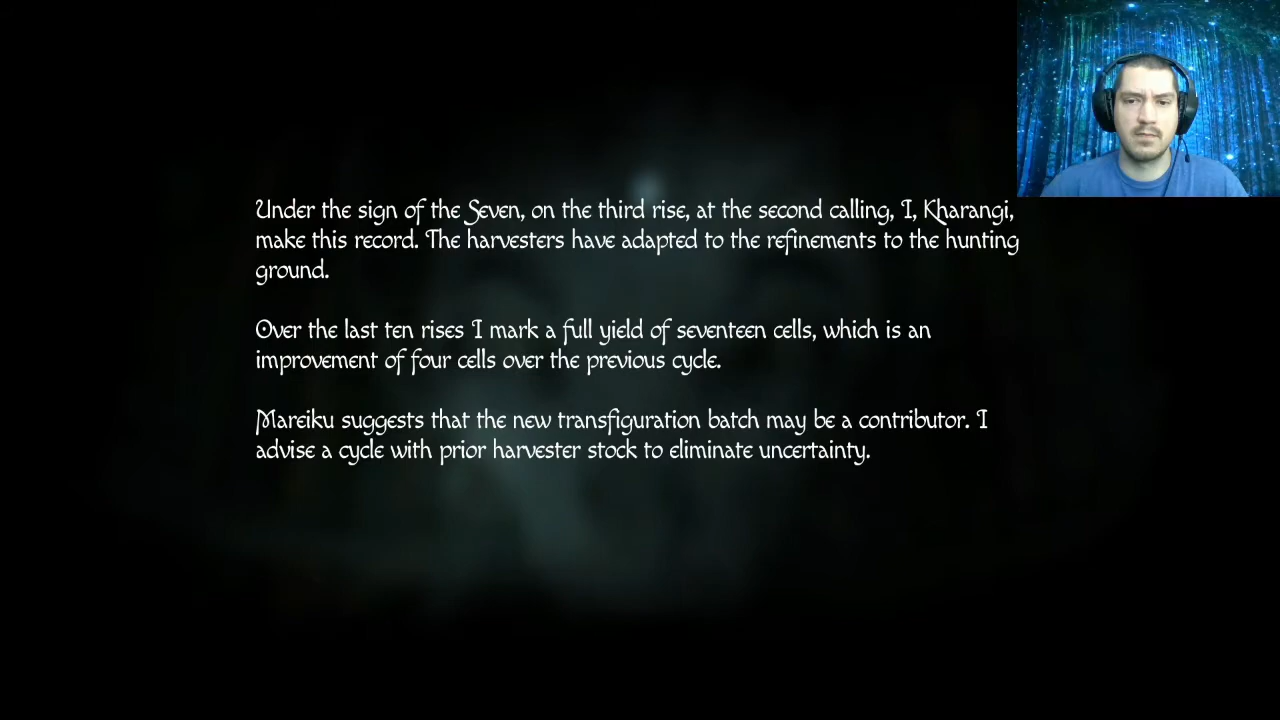 Under the sign of the Seven, on the third rise, at the second calling, I, Kharangi,
make this record. The harvesters have adapted to the refinements to the hunting
ground.
Over the last ten rises I mark a full yield of seventeen cells, which is an
improvement of four cells over the previous cycle.
Mareiku suggests that the new transfiguration batch may be a contributor. I
advise a cycle with prior harvester stock to eliminate uncertainty.